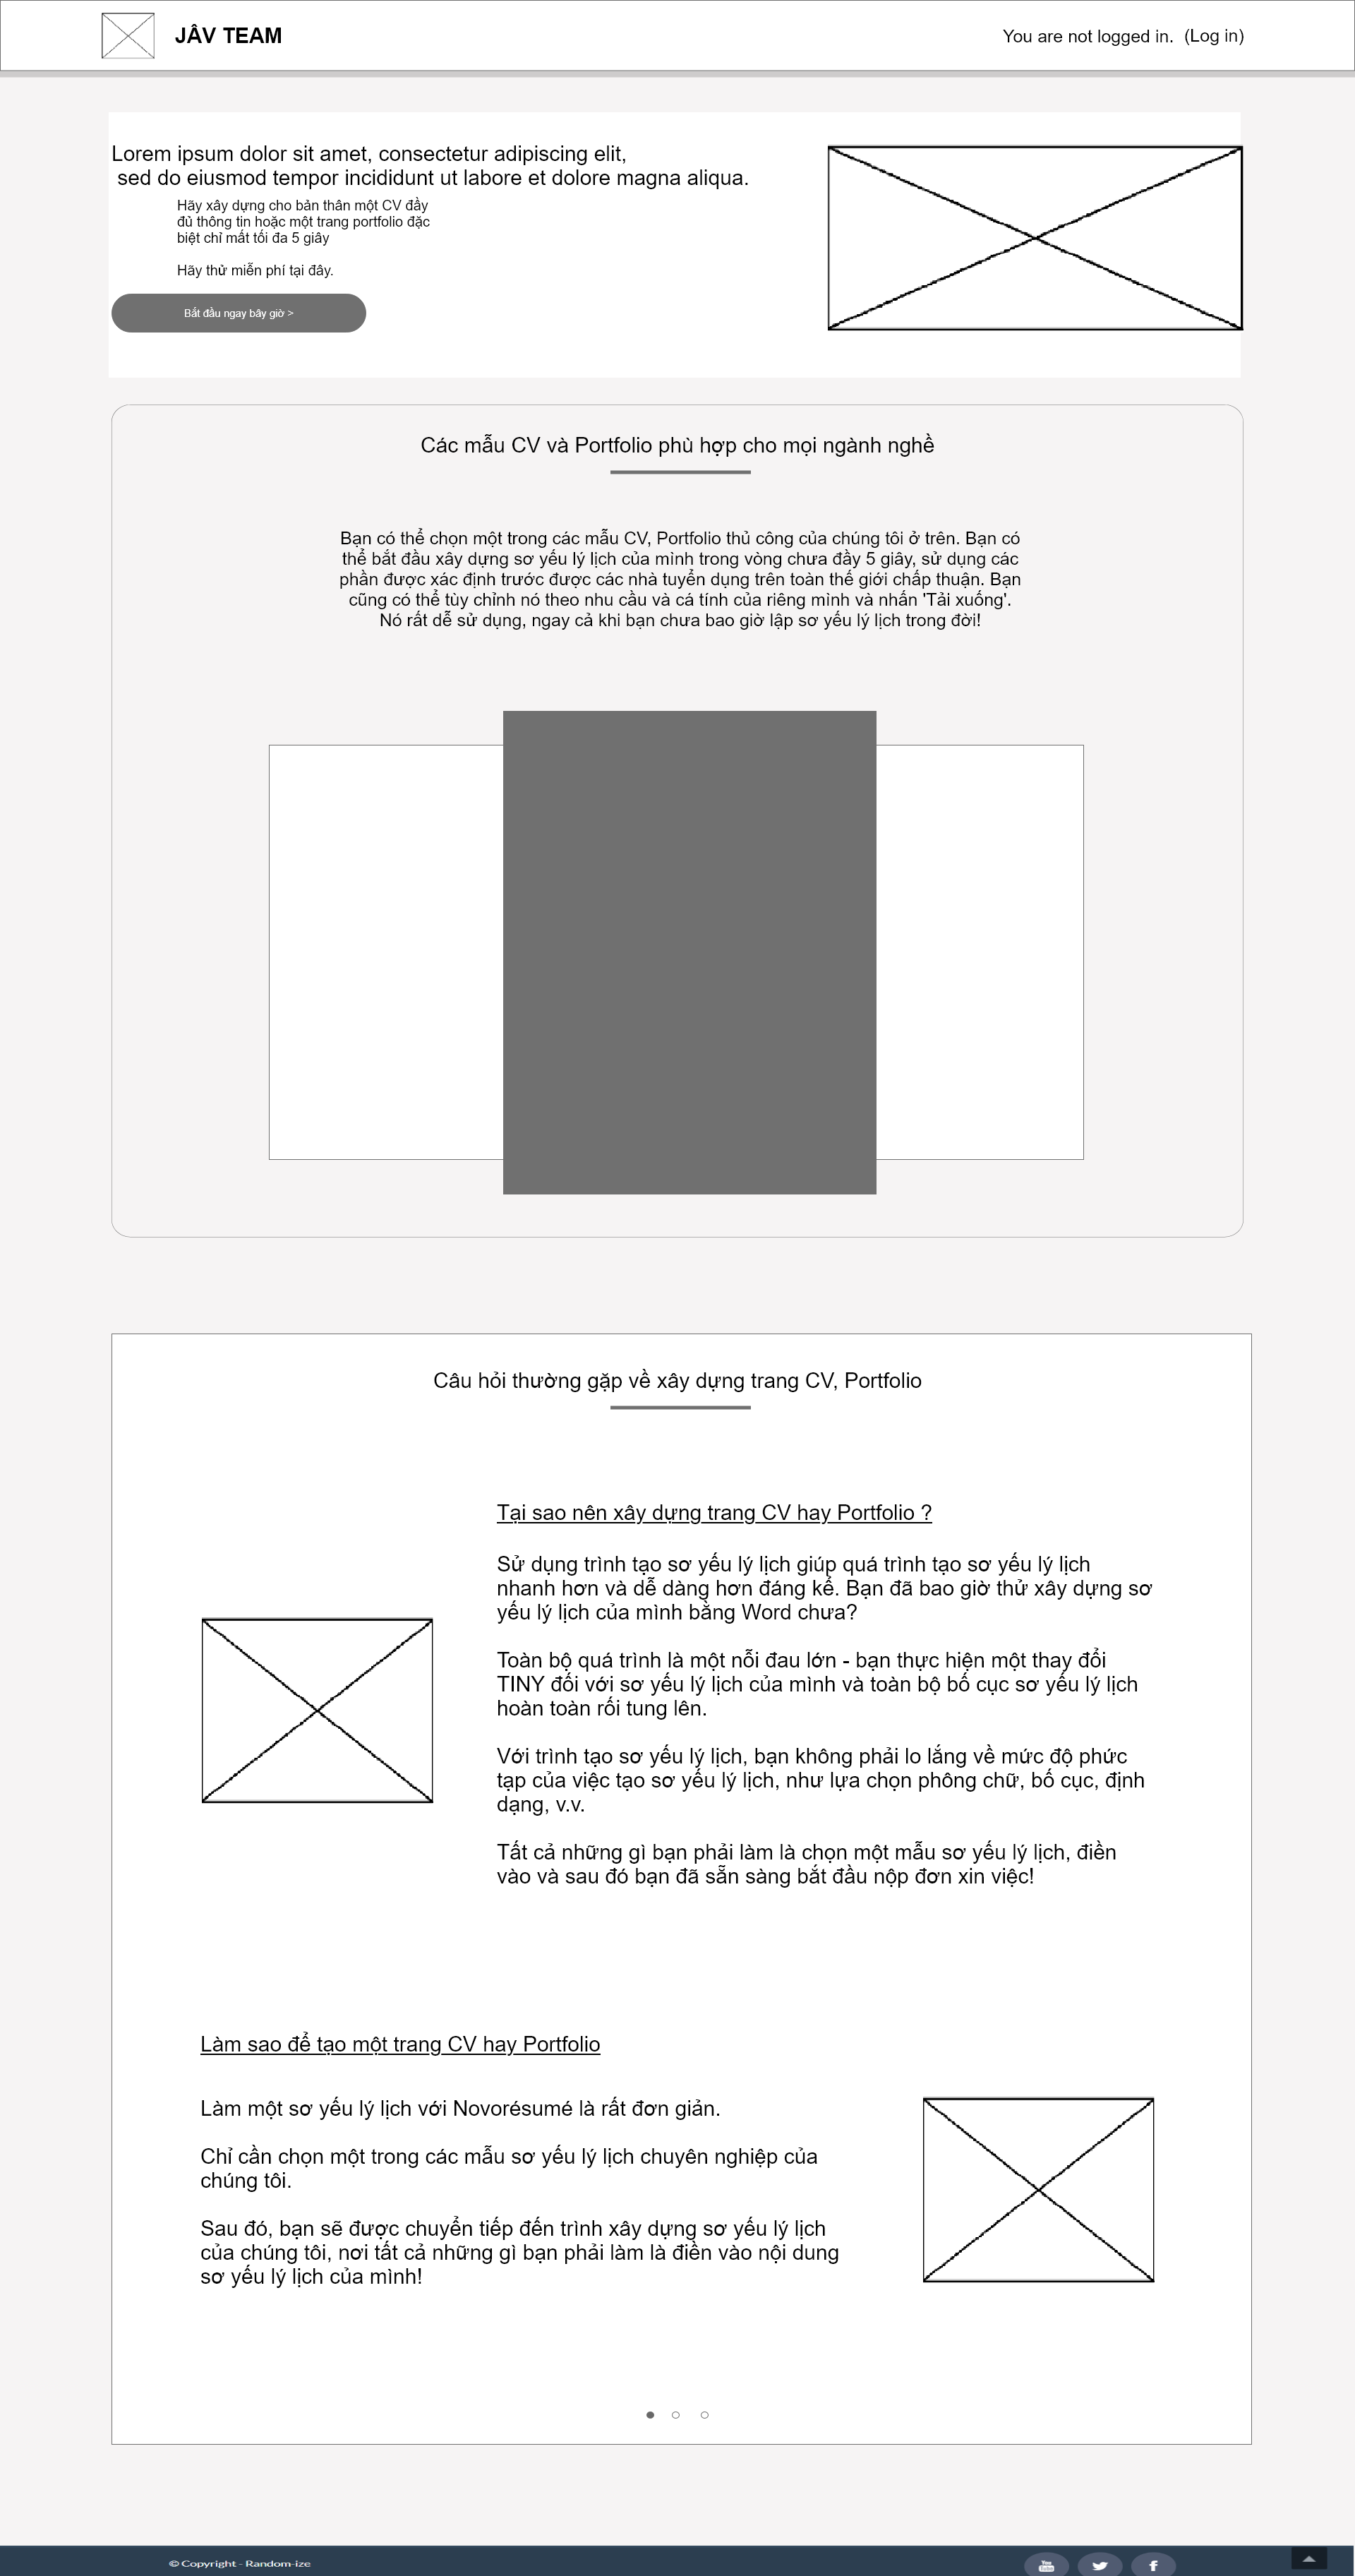 JÂV TEAM
You are not logged in. (Log in)
Lorem ipsum dolor sit amet, consectetur adipiscing elit,
sed do eiusmod tempor incididunt ut labore et dolore magna aliqua.
Hãy xây dựng cho bản thân một CV đầy
đủ thông tin hoặc một trang portfolio đặc
biệt chỉ mất tối đa 5 giây
Hãy thử miễn phí tại đây.
Bắt đầu ngay bây giờ >
Các mẫu CV và Portfolio phù hợp cho mọi ngành nghề
Bạn có thể chọn một trong các mẫu CV, Portfolio thủ công của chúng tôi ở trên. Bạn có
thể bắt đầu xây dựng sơ yếu lý lịch của mình trong vòng chưa đầy 5 giây, sử dụng các
phần được xác định trước được các nhà tuyển dụng trên toàn thế giới chấp thuận. Bạn
cũng có thể tùy chỉnh nó theo nhu cầu và cá tính của riêng mình và nhấn 'Tải xuống'.
Nó rất dễ sử dụng, ngay cả khi bạn chưa bao giờ lập sơ yếu lý lịch trong đời!
Câu hỏi thường gặp về xây dựng trang CV, Portfolio
Tại sao nên xây dựng trang CV hay Portfolio ?
Sử dụng trình tạo sơ yếu lý lịch giúp quá trình tạo sơ yếu lý lịch
nhanh hơn và dễ dàng hơn đáng kể. Bạn đã bao giờ thử xây dựng sơ
yếu lý lịch của mình bằng Word chưa?
Toàn bộ quá trình là một nỗi đau lớn - bạn thực hiện một thay đổi
TINY đối với sơ yếu lý lịch của mình và toàn bộ bố cục sơ yếu lý lịch
hoàn toàn rối tung lên.
Với trình tạo sơ yếu lý lịch, bạn không phải lo lắng về mức độ phức
tạp của việc tạo sơ yếu lý lịch, như lựa chọn phông chữ, bố cục, định
dạng, v.v.
Tất cả những gì bạn phải làm là chọn một mẫu sơ yếu lý lịch, điền
vào và sau đó bạn đã sẵn sàng bắt đầu nộp đơn xin việc!
Làm sao để tạo một trang CV hay Portfolio
Làm một sơ yếu lý lịch với Novorésumé là rất đơn giản.
Chỉ cần chọn một trong các mẫu sơ yếu lý lịch chuyên nghiệp của
chúng tôi.
Sau đó, bạn sẽ được chuyển tiếp đến trình xây dựng sơ yếu lý lịch
của chúng tôi, nơi tất cả những gì bạn phải làm là điền vào nội dung
sơ yếu lý lịch của mình!
© Copyright - Random-ize
You Tube